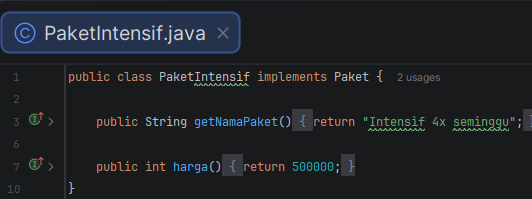 PaketIntensif.java
1 public class PaketIntensif implements Paket { 2 usages
2
3 public String getNamaPaket() { return "Intensif 4x seminggu"; }
6
7 public int harga() { return 500000; }
10 }